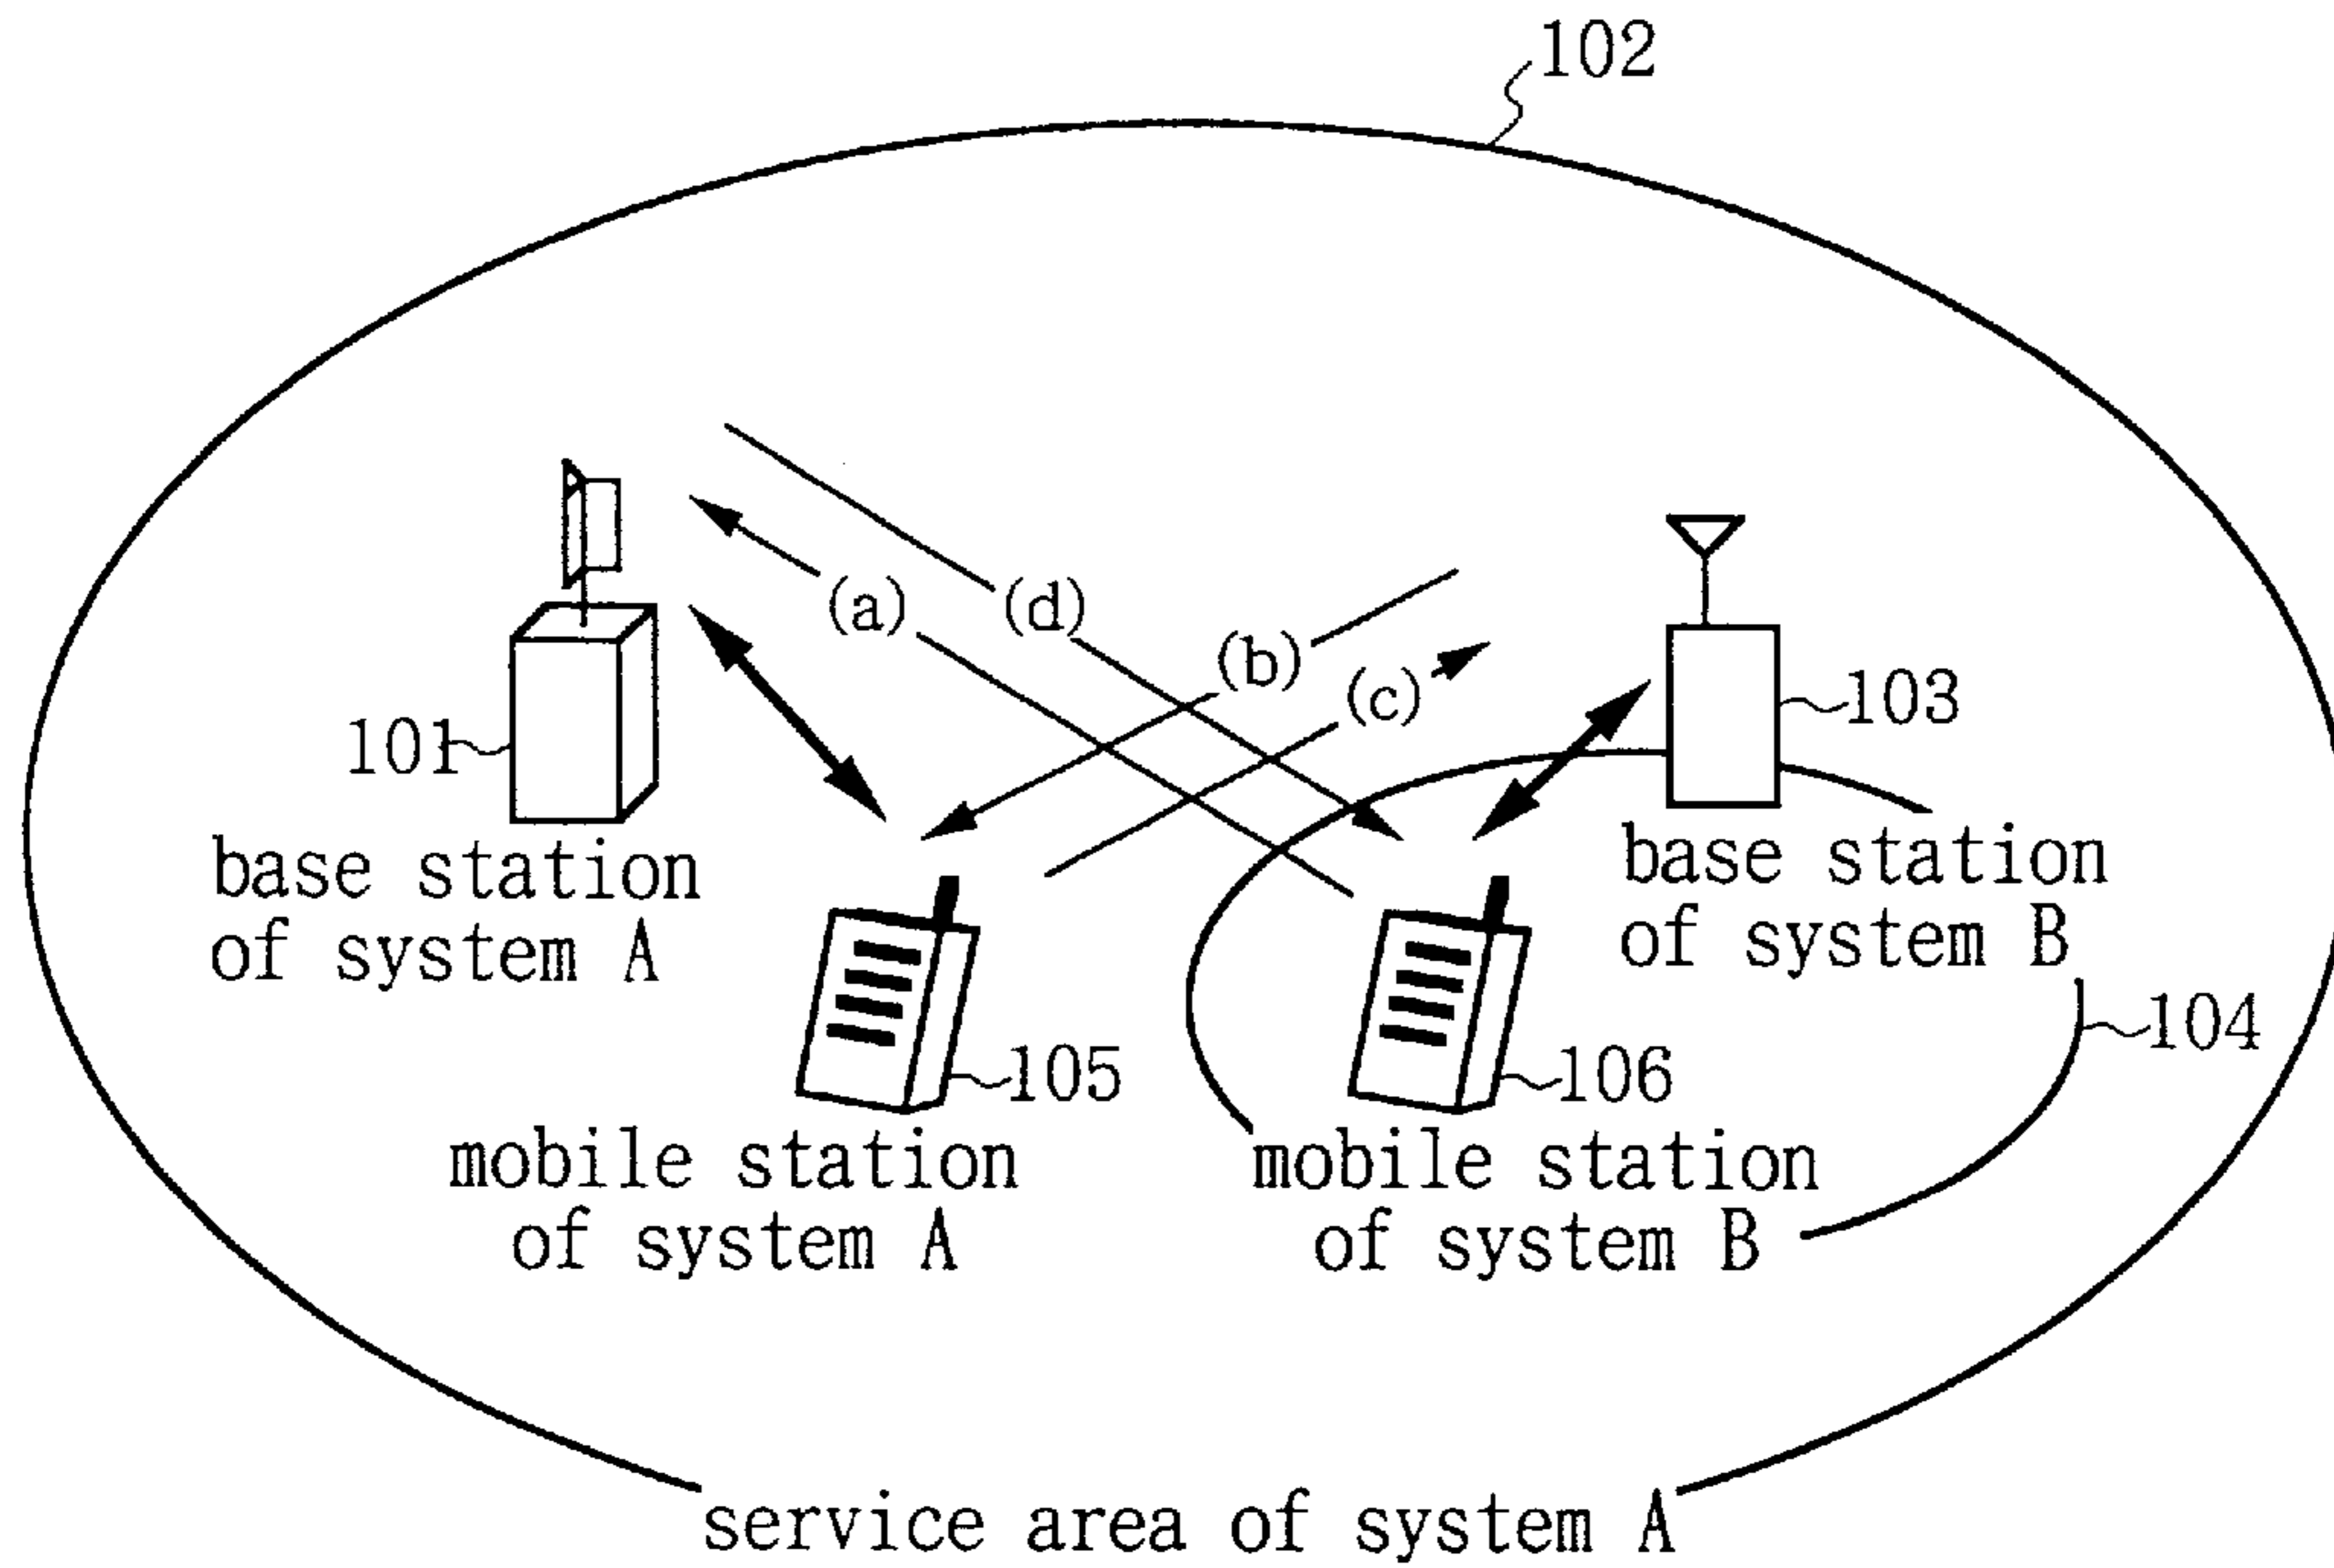 102
(a)
(d)
(b)
(c)
101
103
base station
of system A
base station
of system B
104
105
106
mobile station
of system A
mobile station
of system B
service area of system A